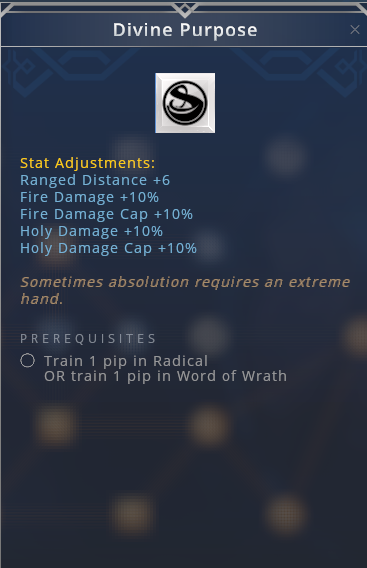 Divine Purpose
Stat Adjustments:
Ranged Distance +6
Fire Damage +10%
Fire Damage Cap +10%
Holy Damage +10%
Holy Damage Cap +10%
Sometimes absolution requires an extreme
hand.
PREREQUISITES
Train 1 pip in Radical
OR train 1 pip in Word of Wrath